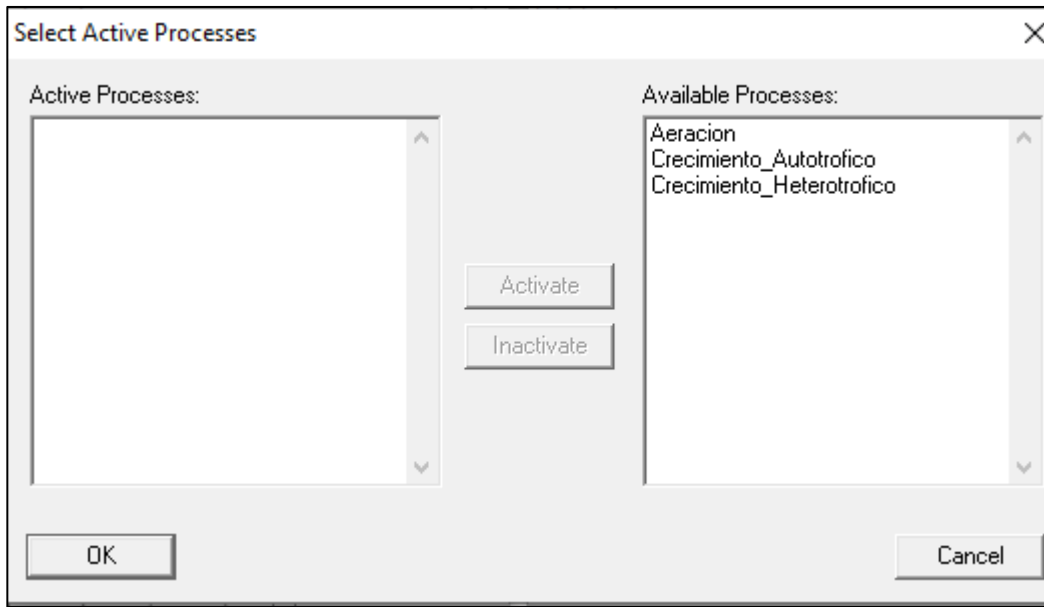 Select Active Processes
Active Processes:
Available Processes:
Aeracion
Crecimiento_Autotrofico
Crecimiento_Heterotrofico
Activate
Inactivate
OK
Cancel